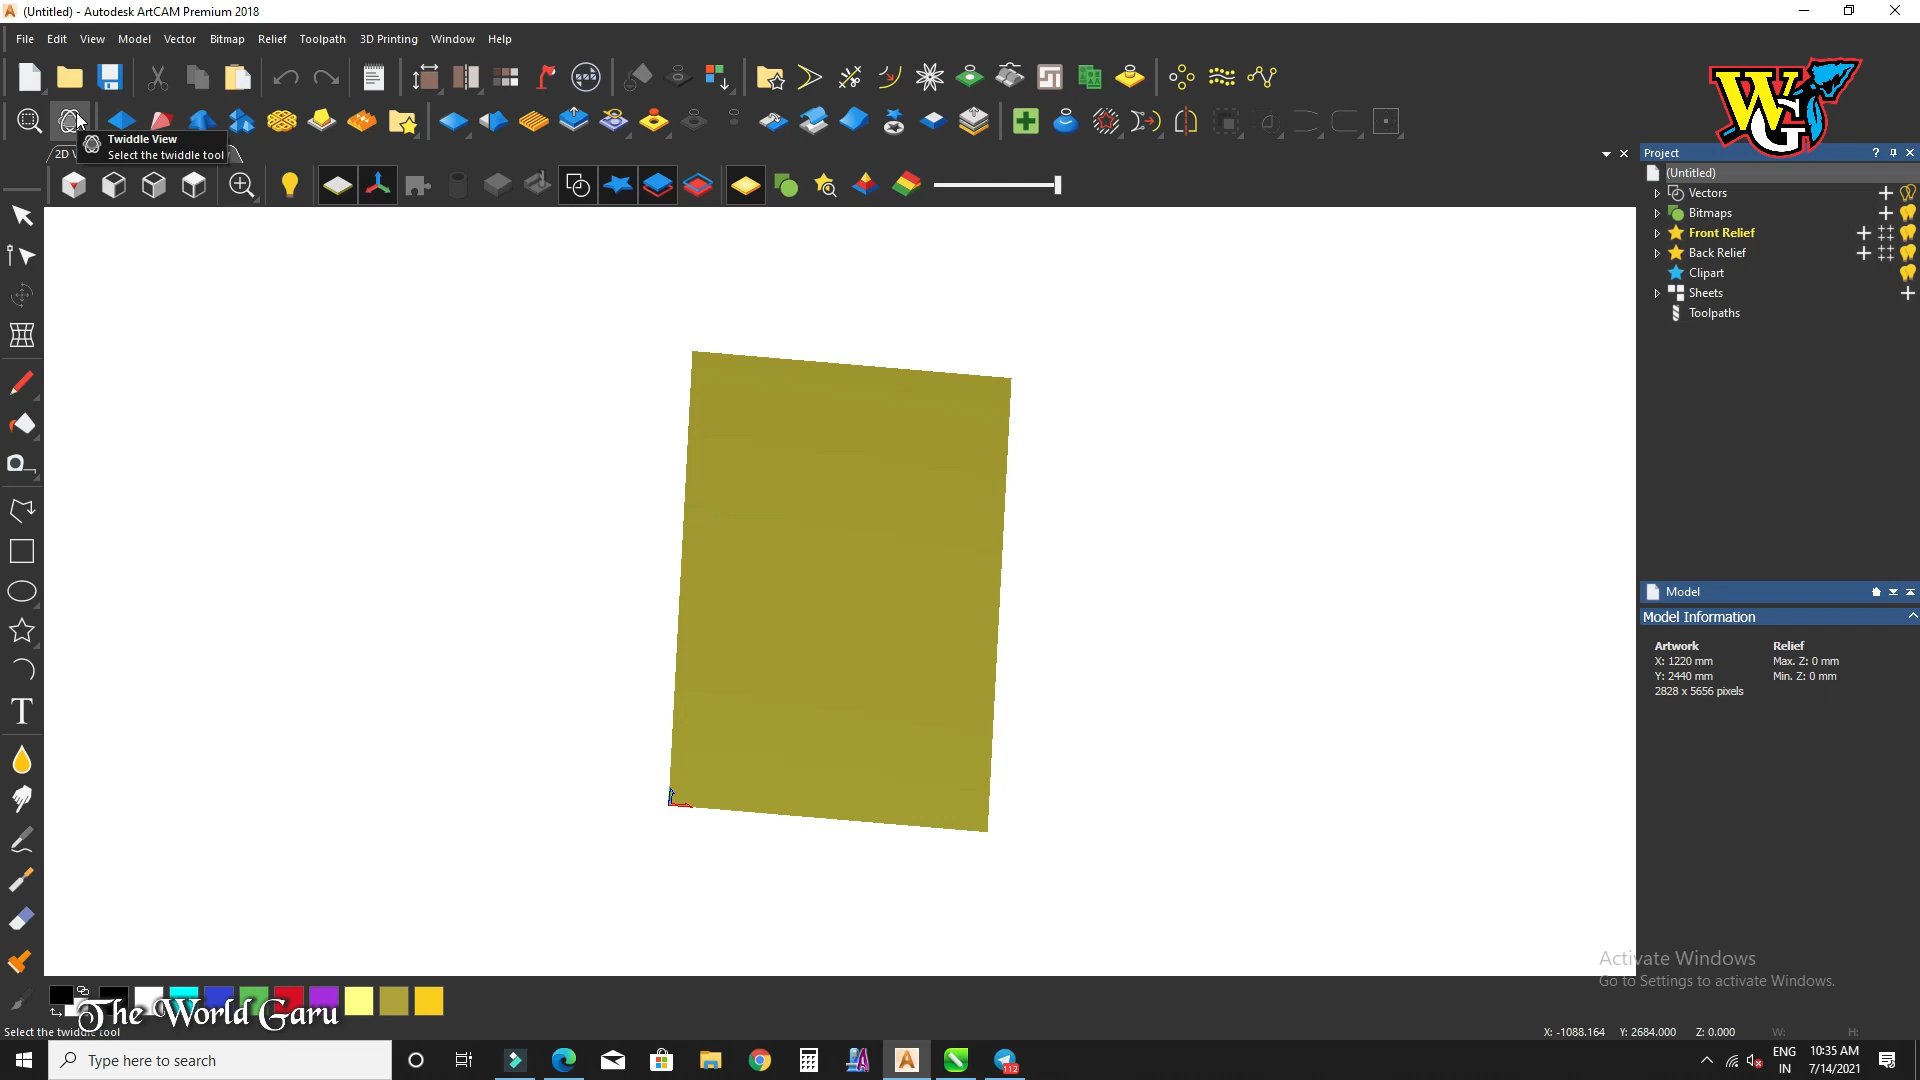 (Untitled) - Autodesk ArtCAM Premium 2018
File Edit View Model Vector Bitmap Relief Toolpath 3D Printing Window Help
WGS
Twiddle View
Select the twiddle tool
2D V
Project
(Untitled)
Vectors
Bitmaps
Front Relief
Back Relief
Clipart
Sheets
Toolpaths
Model
Model Information
Artwork
X: 1220 mm
Y: 2440 mm
2828 x 5656 pixels
Relief
Max. Z: 0 mm
Min. Z: 0 mm
Activate Windows
Go to Settings to activate Windows.
The World Garu
Select the twiddle tool
X: -1088.164 Y: 2684.000 Z: 0.000 W: H:
Type here to search
112
ENG
IN
10:35 AM
7/14/2021